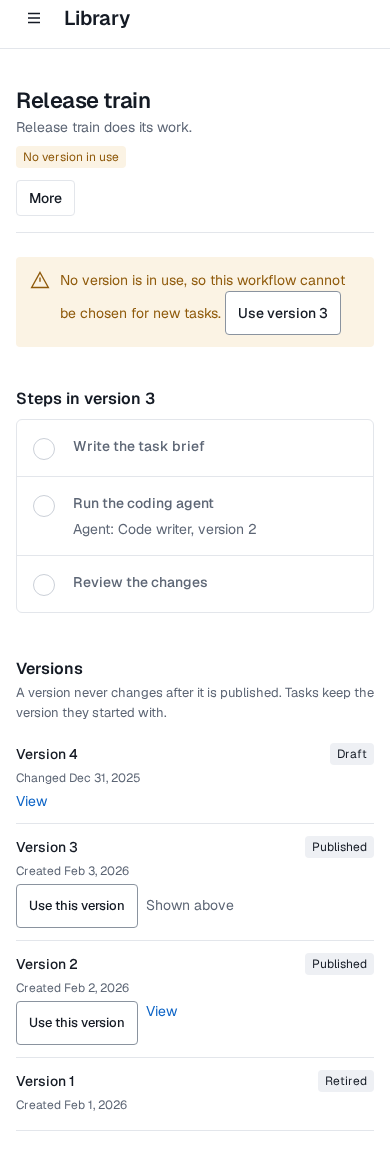 Library
Release train
Release train does its work.
No version in use
More
No version is in use, so this workflow cannot
be chosen for new tasks. Use version 3
Steps in version 3
Write the task brief
Run the coding agent
Agent: Code writer, version 2
Review the changes
Versions
A version never changes after it is published. Tasks keep the
version they started with.
Version 4 Draft
Changed Dec 31, 2025
View
Version 3 Published
Created Feb 3, 2026
Use this version Shown above
Version 2 Published
Created Feb 2, 2026
Use this version View
Version 1 Retired
Created Feb 1, 2026